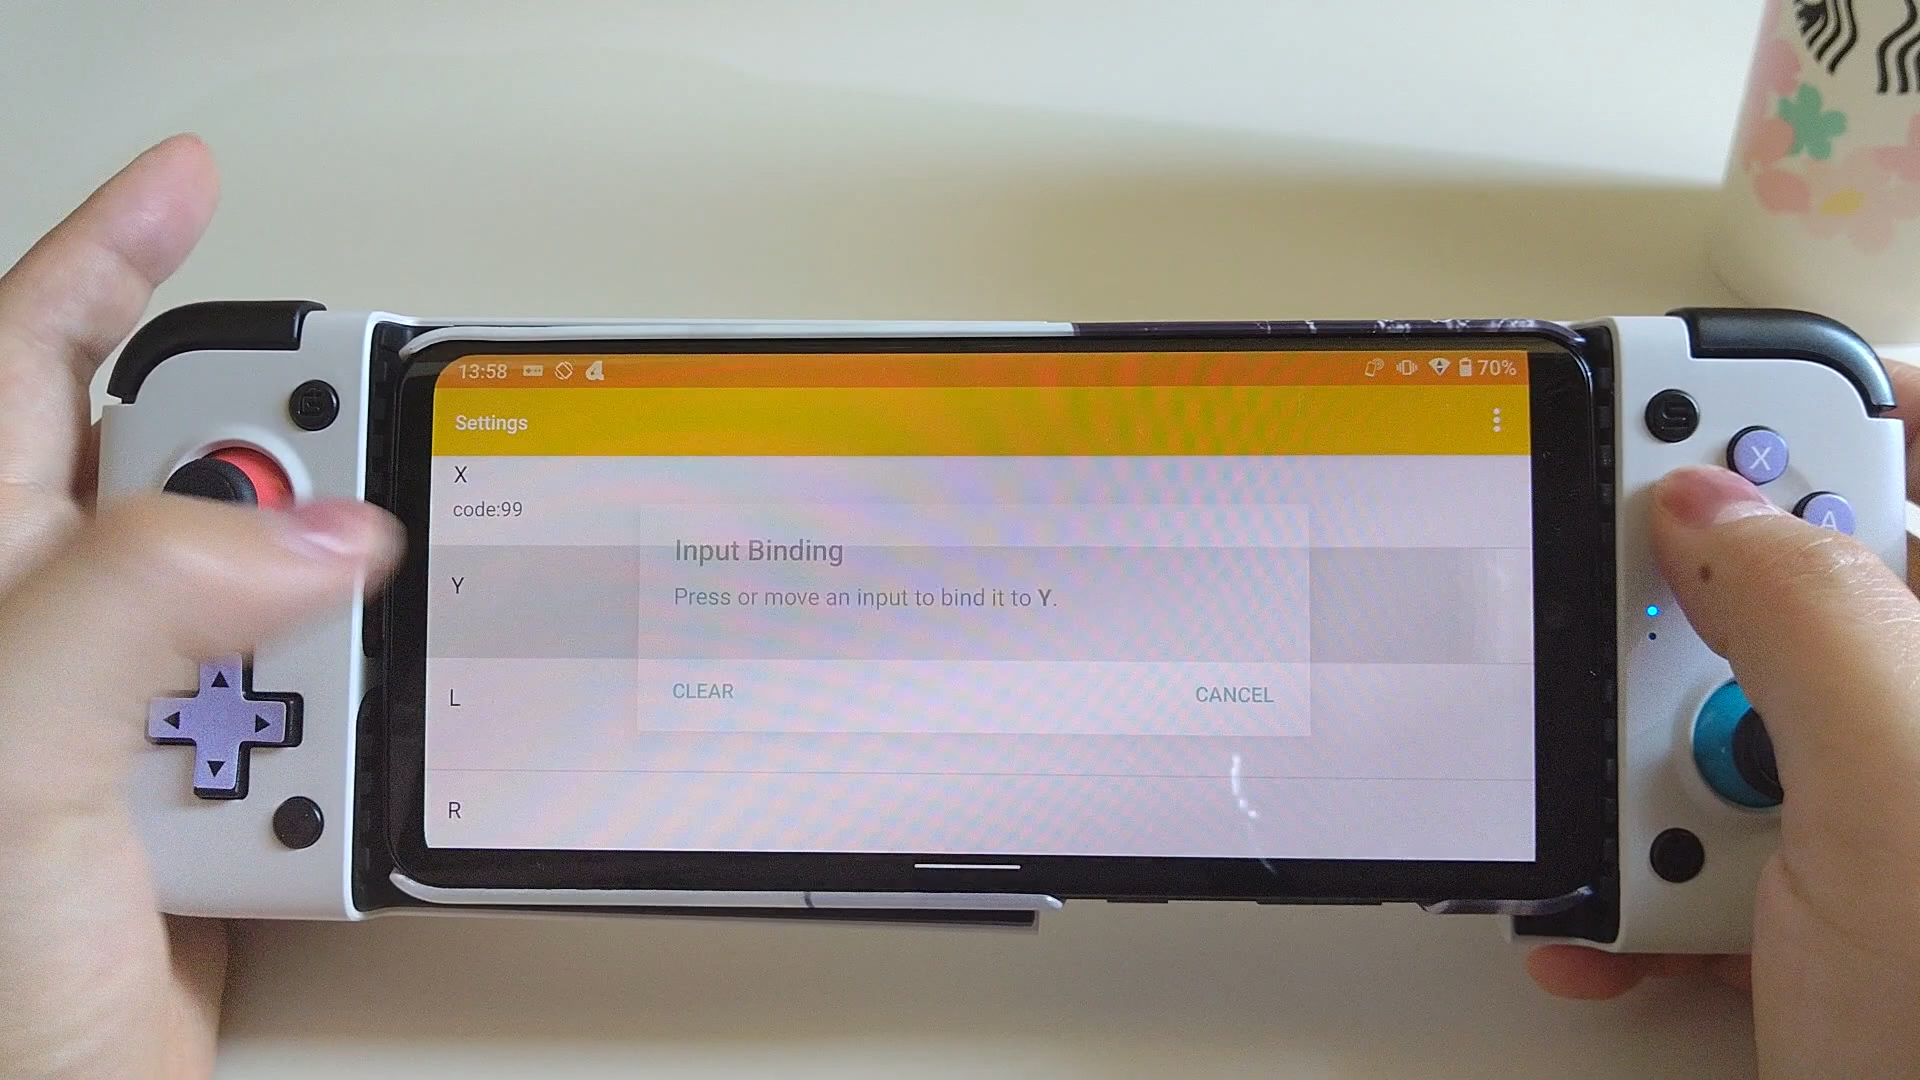 13:58
70%
Settings
X
code:99
Input Binding
Y
Press or move an input to bind it to Y.
CLEAR
CANCEL
L
R
X
A